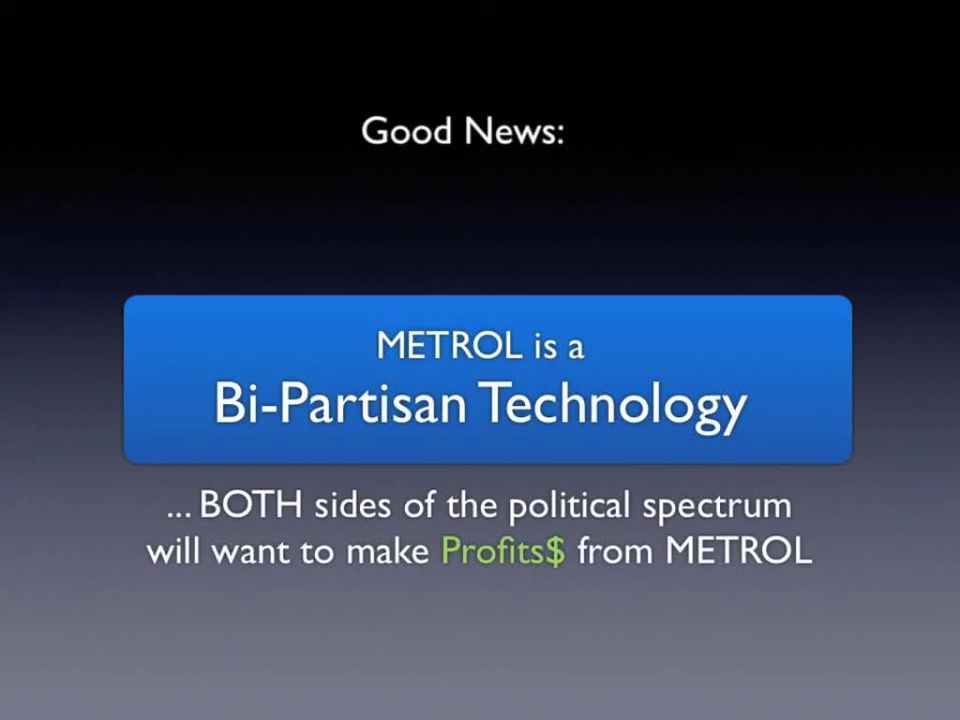 Good News:
METROL is a
Bi-Partisan Technology
... BOTH sides of the political spectrum
will want to make Profits$ from METROL